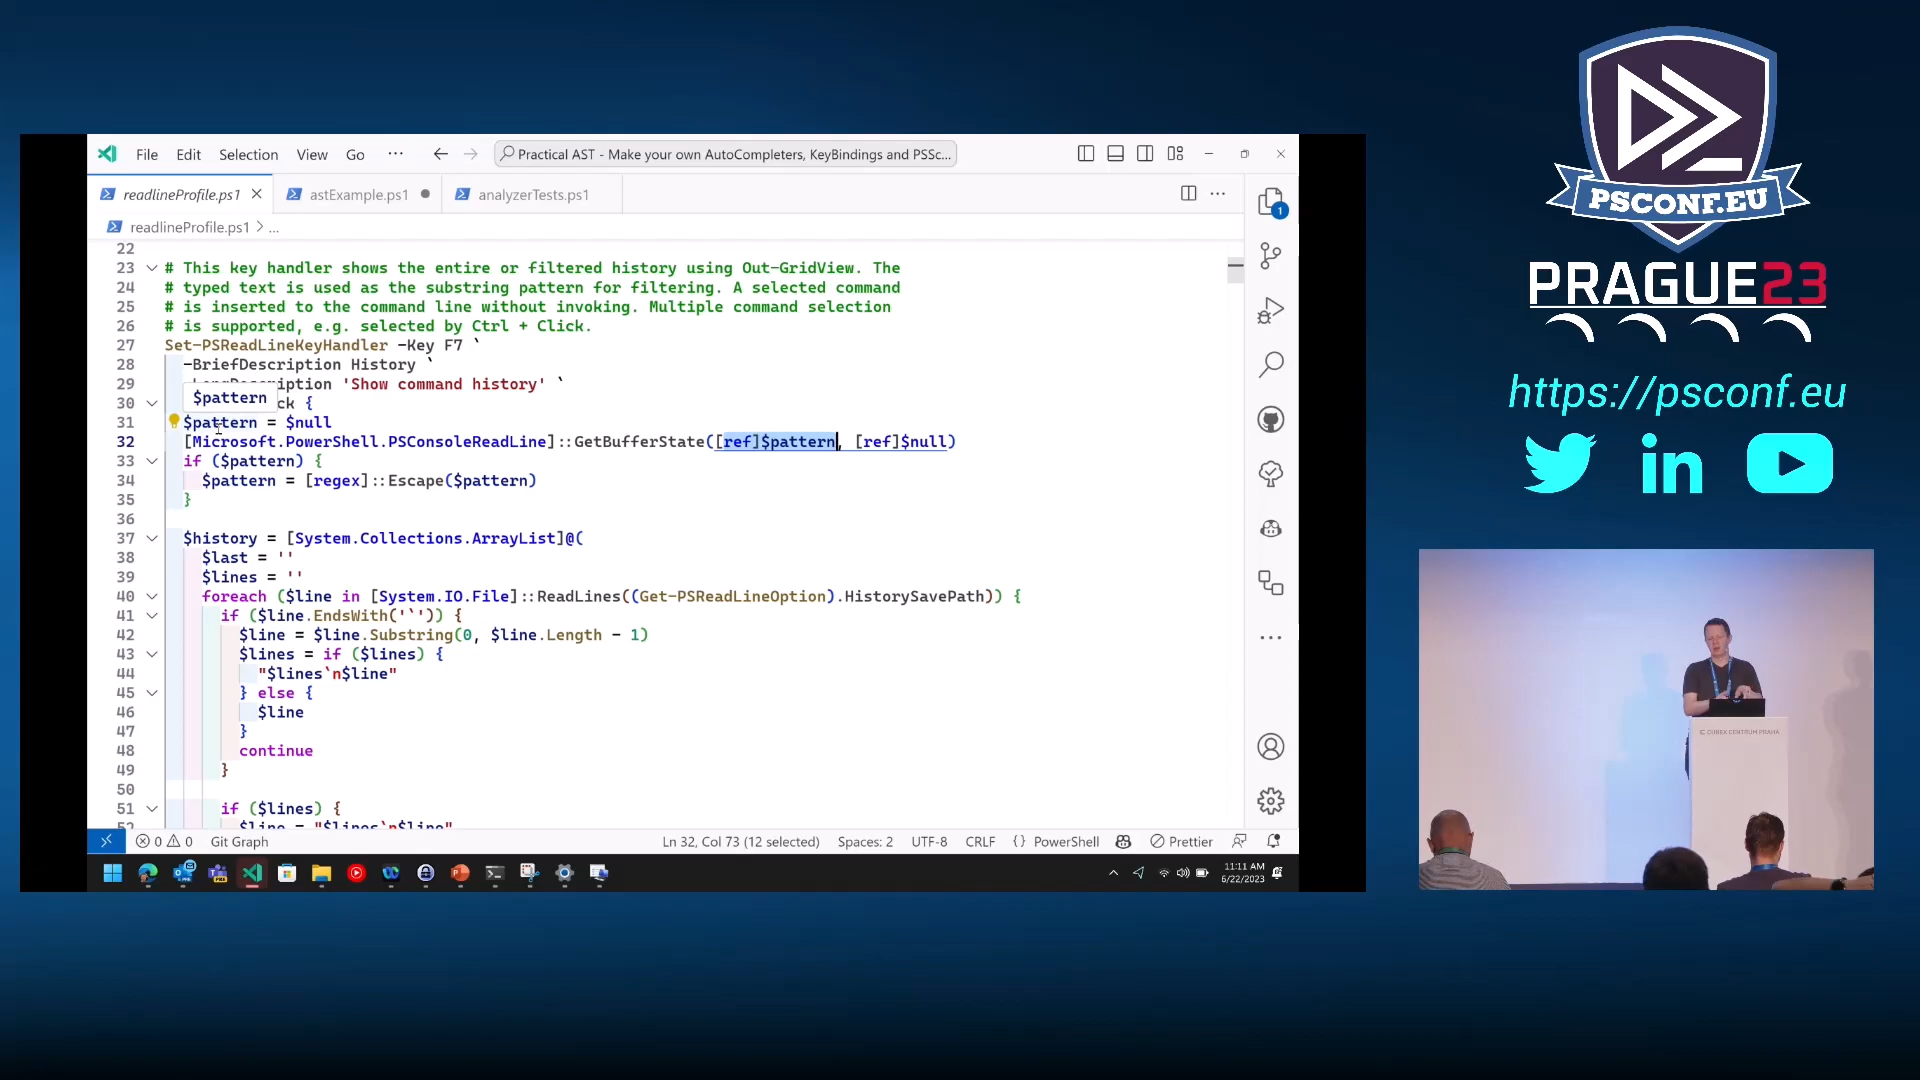 File Edit Selection View Go ··· Practical AST - Make your own AutoCompleters, KeyBindings and PSSc...
readlineProfile.ps1 astExample.ps1 analyzerTests.ps1
readlineProfile.ps1 > ...
22
23 # This key handler shows the entire or filtered history using Out-GridView. The
24 # typed text is used as the substring pattern for filtering. A selected command
25 # is inserted to the command line without invoking. Multiple command selection
26 # is supported, e.g. selected by Ctrl + Click.
27 Set-PSReadLineKeyHandler -Key F7 `
28 -BriefDescription History `
29 -LongDescription 'Show command history' `
$pattern
30 ck {
31 $pattern = $null
32 [Microsoft.PowerShell.PSConsoleReadLine]::GetBufferState([ref]$pattern, [ref]$null)
33 if ($pattern) {
34 $pattern = [regex]::Escape($pattern)
35 }
36
37 $history = [System.Collections.ArrayList]@(
38 $last = ''
39 $lines = ''
40 foreach ($line in [System.IO.File]::ReadLines((Get-PSReadLineOption).HistorySavePath)) {
41 if ($line.EndsWith('`')) {
42 $line = $line.Substring(0, $line.Length - 1)
43 $lines = if ($lines) {
44 "$lines`n$line"
45 } else {
46 $line
47 }
48 continue
49 }
50
51 if ($lines) {
52 $line = "$lines`n$line"
0 0 Git Graph Ln 32, Col 73 (12 selected) Spaces: 2 UTF-8 CRLF {} PowerShell Prettier
11:11 AM
6/22/2023
1
PSCONF.EU
PRAGUE23
https://psconf.eu
in
CUBEX CENTRUM PRAHA